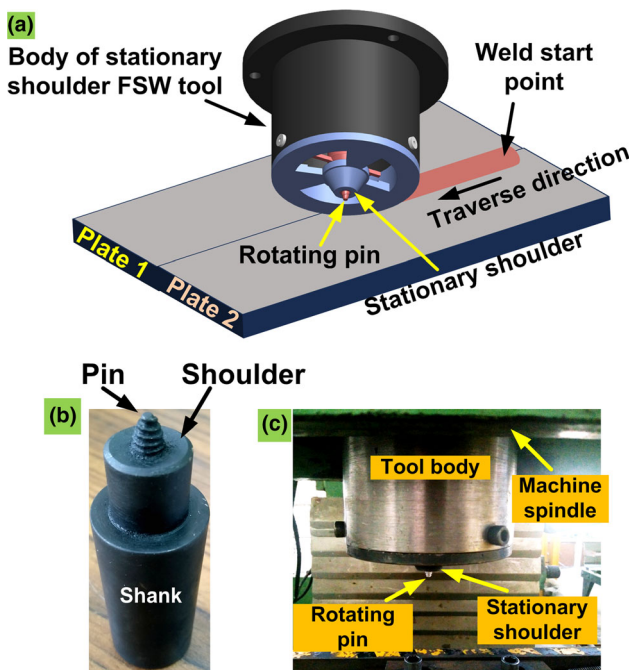 (a)
Body of stationary
shoulder FSW tool
Weld start
point
Traverse direction
Rotating pin
Stationary shoulder
Plate 1
Plate 2
Pin
Shoulder
(b)
Shank
(c)
Tool body
Machine
spindle
Rotating
pin
Stationary
shoulder